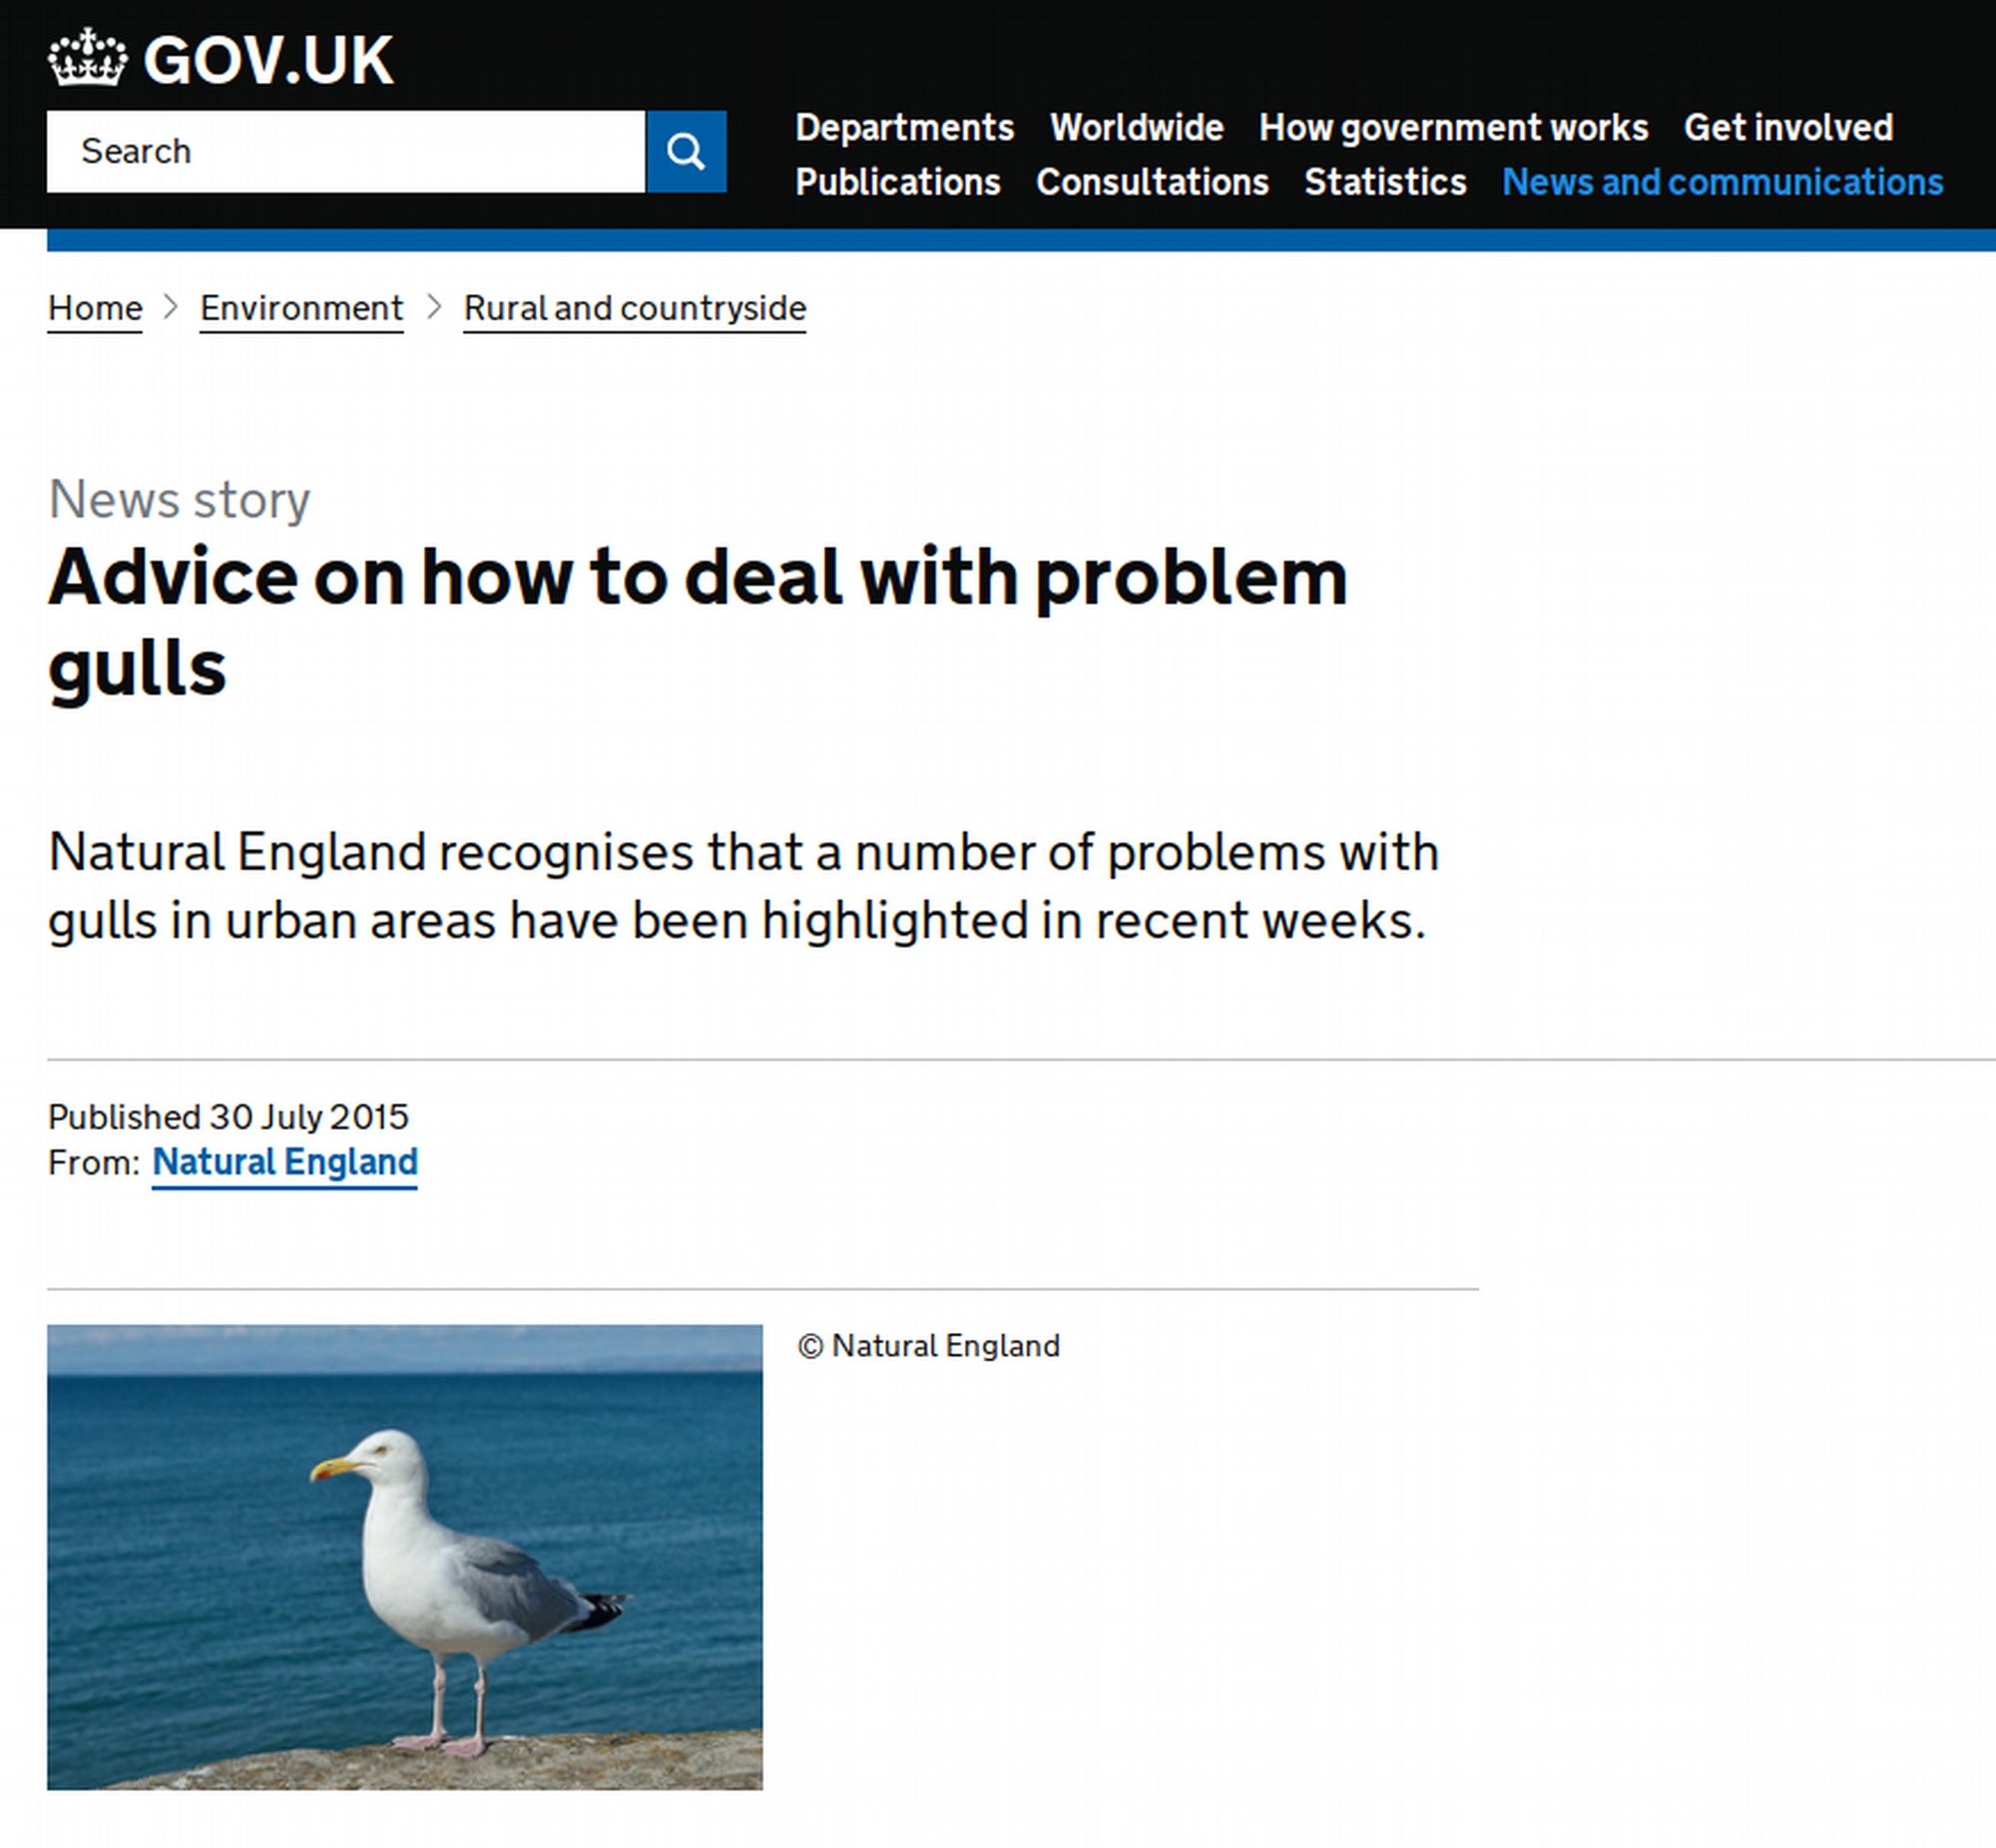 GOV.UK
Search
Departments Worldwide How government works Get involved
Publications Consultations Statistics News and communications
Home > Environment > Rural and countryside
News story
Advice on how to deal with problem
gulls
Natural England recognises that a number of problems with
gulls in urban areas have been highlighted in recent weeks.
Published 30 July 2015
From: Natural England
© Natural England